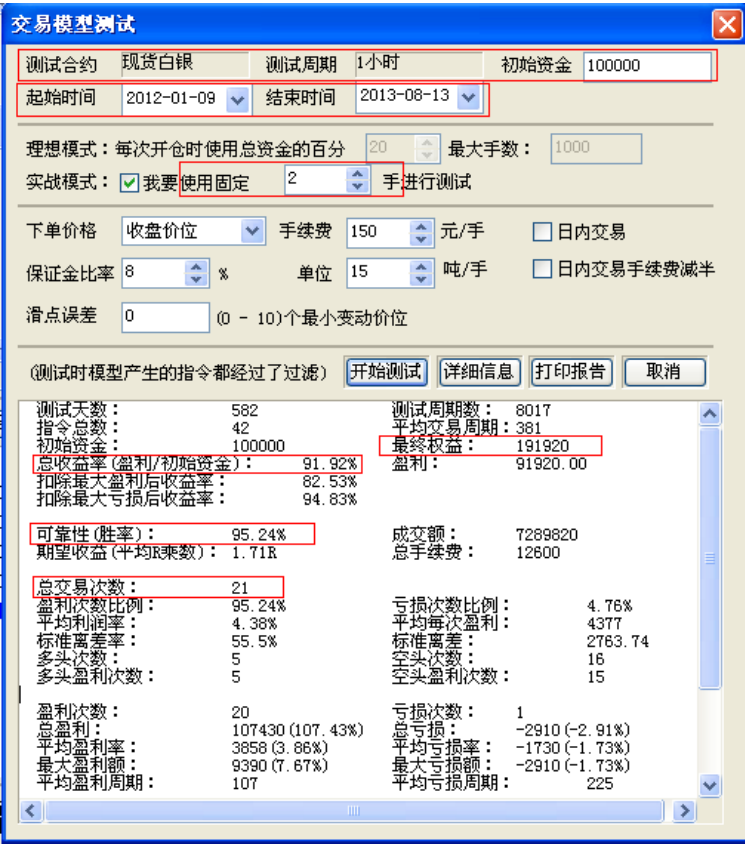 交易模型测试
测试合约 现货白银 测试周期 1小时 初始资金 100000
起始时间 2012-01-09 结束时间 2013-08-13
理想模式：每次开仓时使用总资金的百分 20 最大手数： 1000
实战模式： 我要使用固定 2 手进行测试
下单价格 收盘价位 手续费 150 元/手 日内交易
保证金比率 8 % 单位 15 吨/手 日内交易手续费减半
滑点误差 0 (0 - 10)个最小变动价位
(测试时模型产生的指令都经过了过滤) 开始测试 详细信息 打印报告 取消
测试天数： 582 测试周期数： 8017
指令总数： 42 平均交易周期：381
初始资金： 100000 最终权益： 191920
总收益率(盈利/初始资金)： 91.92% 盈利： 91920.00
扣除最大盈利后收益率： 82.53%
扣除最大亏损后收益率： 94.83%
可靠性(胜率)： 95.24% 成交额： 7289820
期望收益(平均R乘数)：1.71R 总手续费： 12600
总交易次数： 21
盈利次数比例： 95.24% 亏损次数比例： 4.76%
平均利润率： 4.38% 平均每次盈利： 4377
标准离差率： 55.5% 标准离差： 2763.74
多头次数： 5 空头次数： 16
多头盈利次数： 5 空头盈利次数： 15
盈利次数： 20 亏损次数： 1
总盈利： 107430(107.43%) 总亏损： -2910(-2.91%)
平均盈利率： 3858(3.86%) 平均亏损率： -1730(-1.73%)
最大盈利额： 9390(7.67%) 最大亏损额： -2910(-1.73%)
平均盈利周期： 107 平均亏损周期： 225